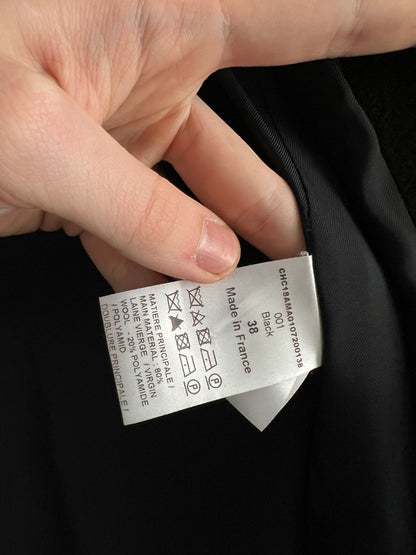 CHC18AMA0107200138
001
Black
38
Made in France
P
P
MATIERE PRINCIPALE /
MAIN MATERIAL: 80%
LAINE VIERGE / VIRGIN
WOOL - 20% POLYAMIDE
/ POLYAMID
DOUBLURE PRINCIPALE /